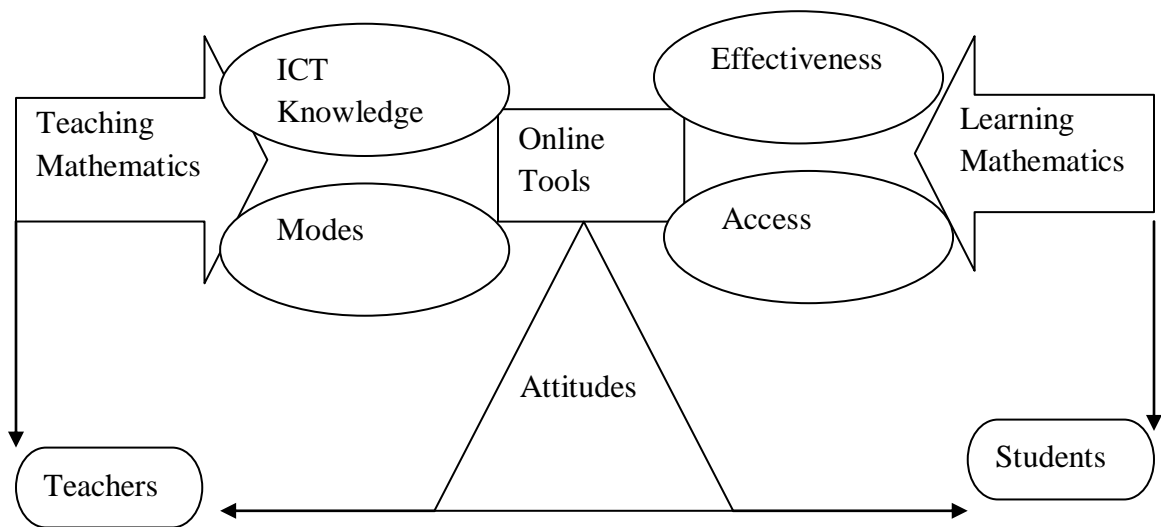 Teaching
Mathematics
ICT
Knowledge
Modes
Online
Tools
Effectiveness
Access
Learning
Mathematics
Attitudes
Teachers
Students